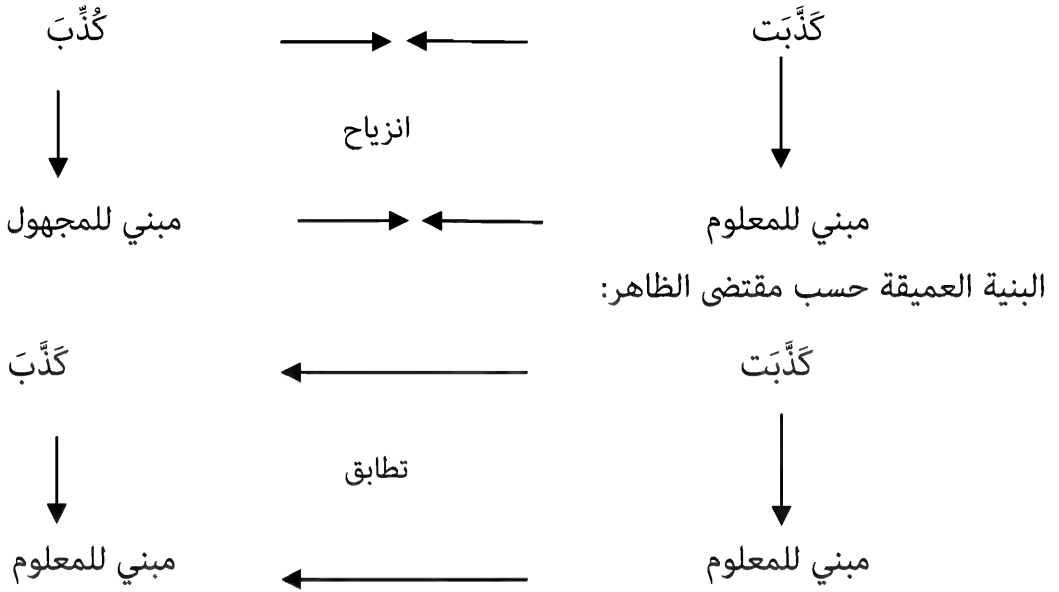 كَذَّبَت كُذِّبَ
انزياح
مبني للمعلوم مبني للمجهول
البنية العميقة حسب مقتضى الظاهر:
كَذَّبَت كَذَّبَ
تطابق
مبني للمعلوم مبني للمعلوم